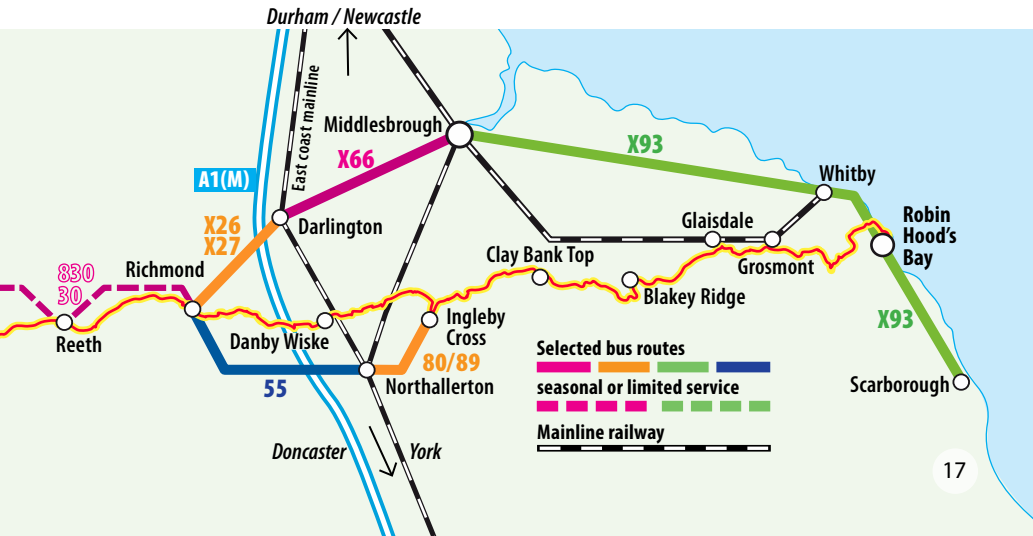 Durham / Newcastle
East coast mainline
Middlesbrough
X66
X93
A1(M)
Whitby
X26
X27
Darlington
Glaisdale
Robin
Hood's
Bay
Richmond
830
30
Clay Bank Top
Grosmont
Blakey Ridge
Reeth
Danby Wiske
Ingleby
Cross
X93
80/89
Selected bus routes
55
Northallerton
seasonal or limited service
Scarborough
Mainline railway
Doncaster
York
17